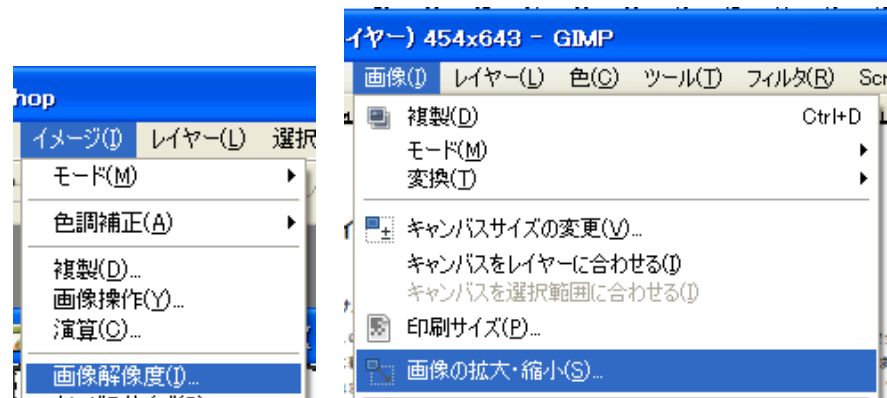 hop
イメージ(I) レイヤー(L) 選択
モード(M)
色調補正(A)
複製(D)...
画像操作(Y)...
演算(C)...
画像解像度(I)...
イヤー) 454x643 - GIMP
画像(I) レイヤー(L) 色(C) ツール(T) フィルタ(R) Scr
複製(D) Ctrl+D
モード(M)
変換(T)
キャンバスサイズの変更(V)...
キャンバスをレイヤーに合わせる(I)
キャンバスを選択範囲に合わせる(I)
印刷サイズ(P)...
画像の拡大・縮小(S)...